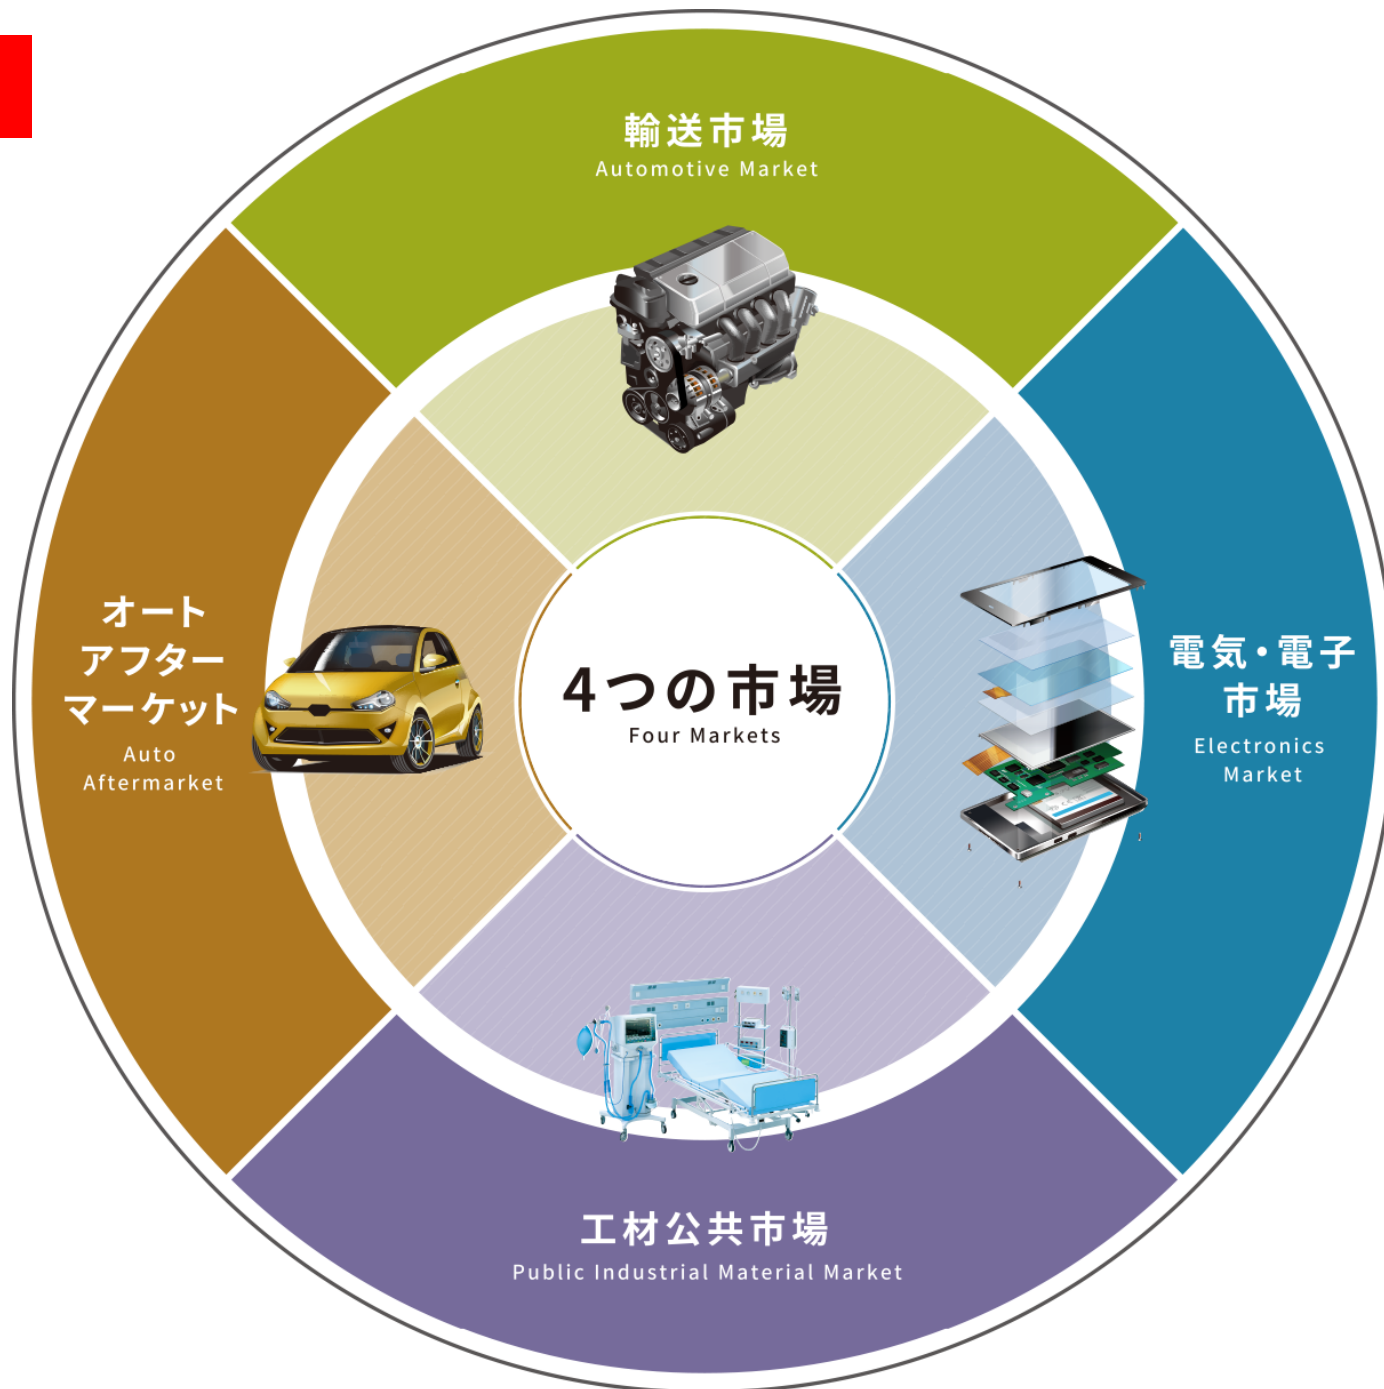 輸送市場
Automotive Market
オート
アフター
マーケット
Auto
Aftermarket
4つの市場
Four Markets
電気・電子
市場
Electronics
Market
工材公共市場
Public Industrial Material Market